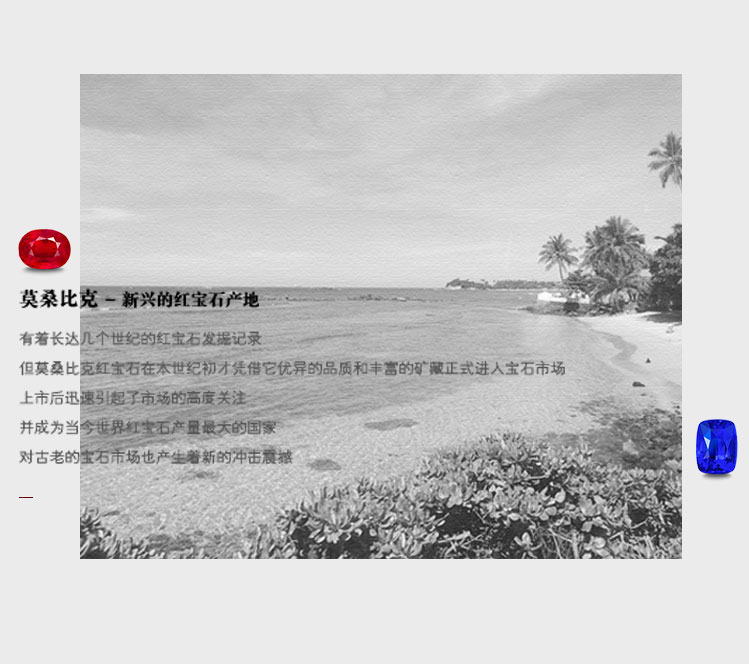 莫桑比克 – 新兴的红宝石产地
有着长达几个世纪的红宝石发掘记录
但莫桑比克红宝石在本世纪初才凭借它优异的品质和丰富的矿藏正式进入宝石市场
上市后迅速引起了市场的高度关注
并成为当今世界红宝石产量最大的国家
对古老的宝石市场也产生着新的冲击震撼